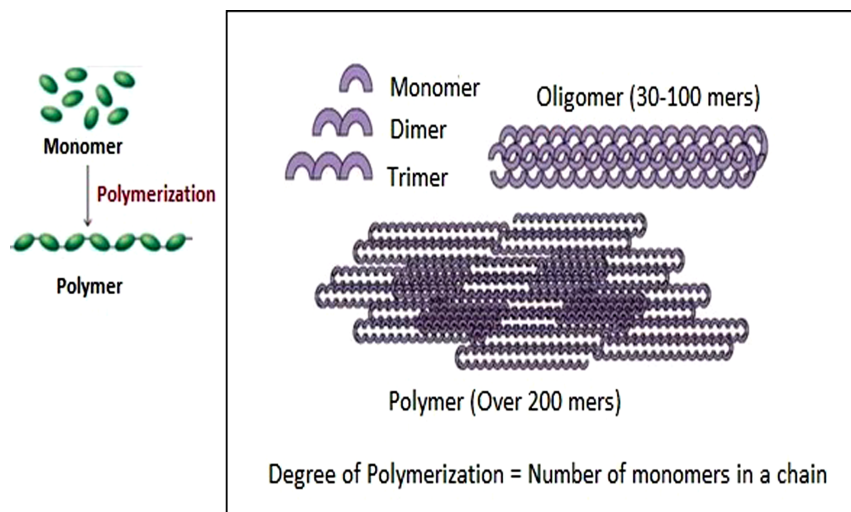 Monomer
Polymerization
Polymer
Monomer
Dimer
Trimer
Oligomer (30-100 mers)
Polymer (Over 200 mers)
Degree of Polymerization = Number of monomers in a chain